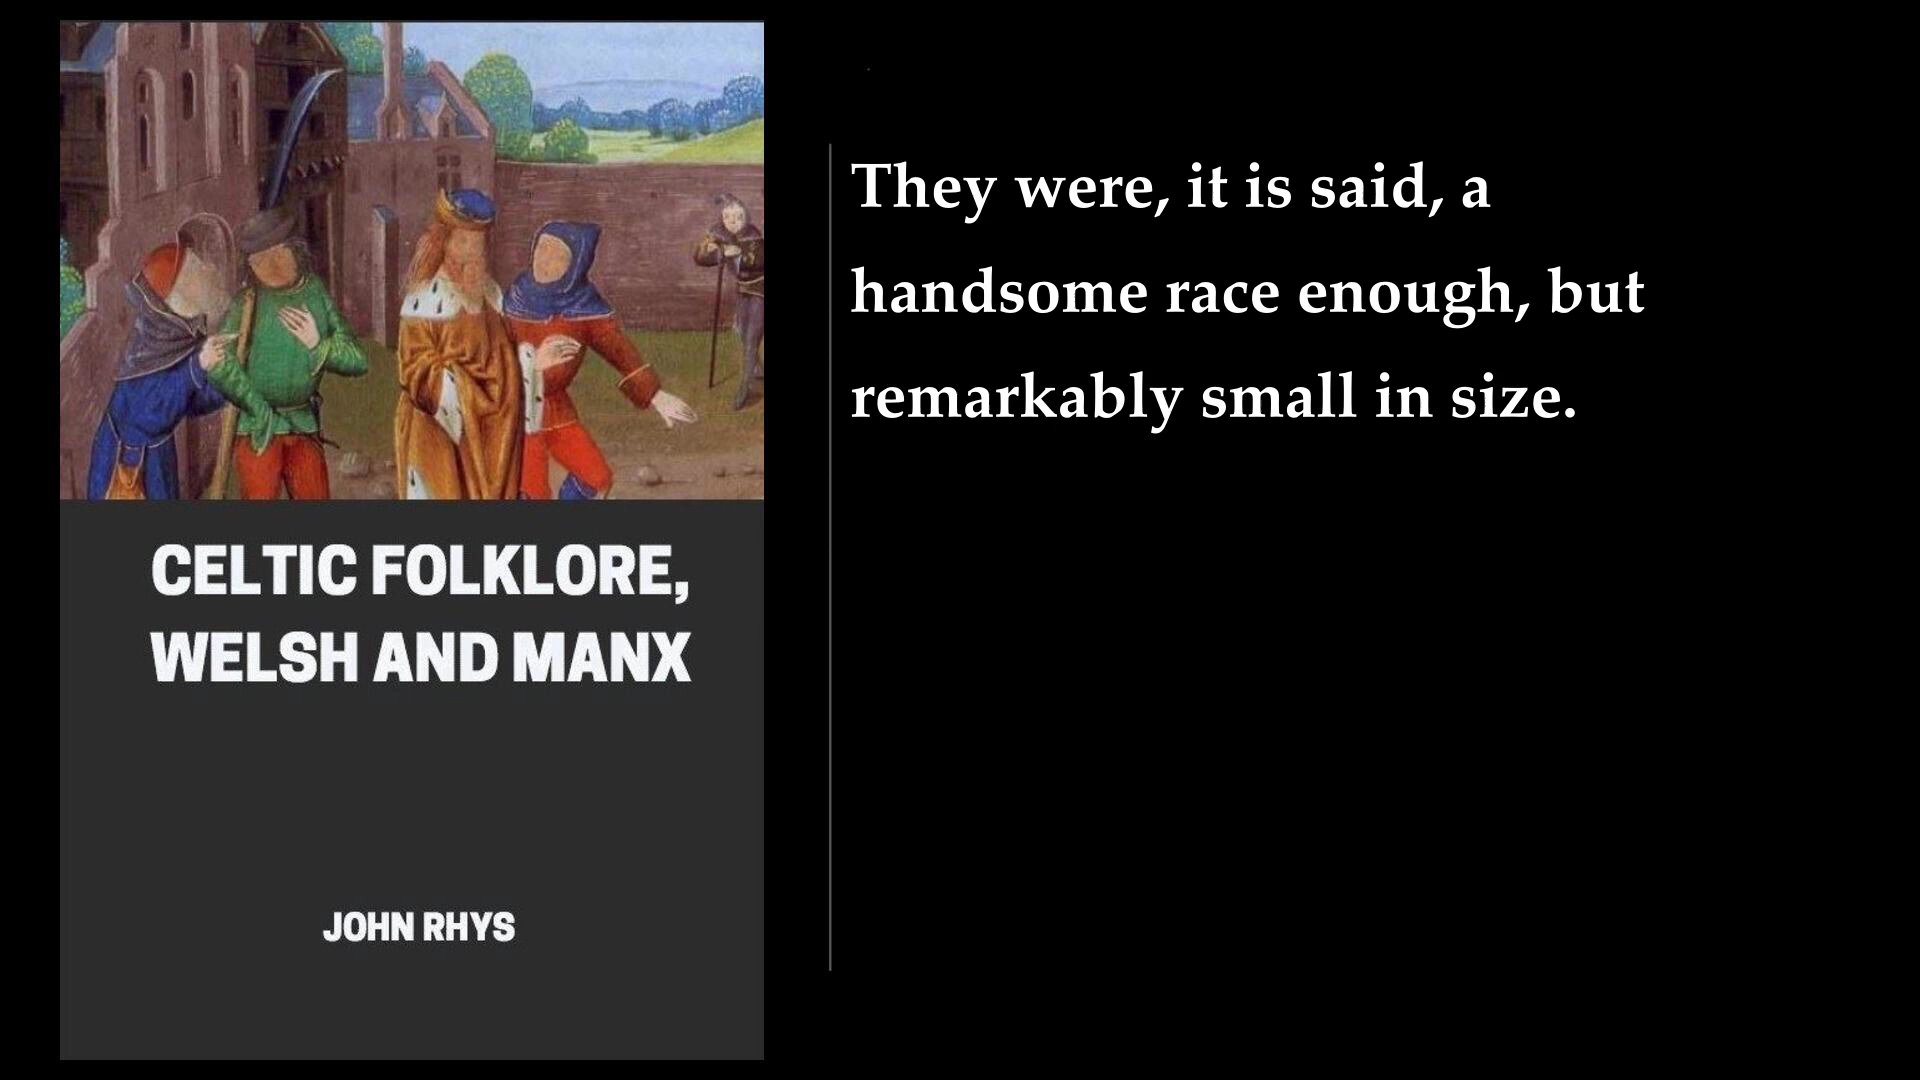 CELTIC FOLKLORE,
WELSH AND MANX
JOHN RHYS
They were, it is said, a
handsome race enough, but
remarkably small in size.